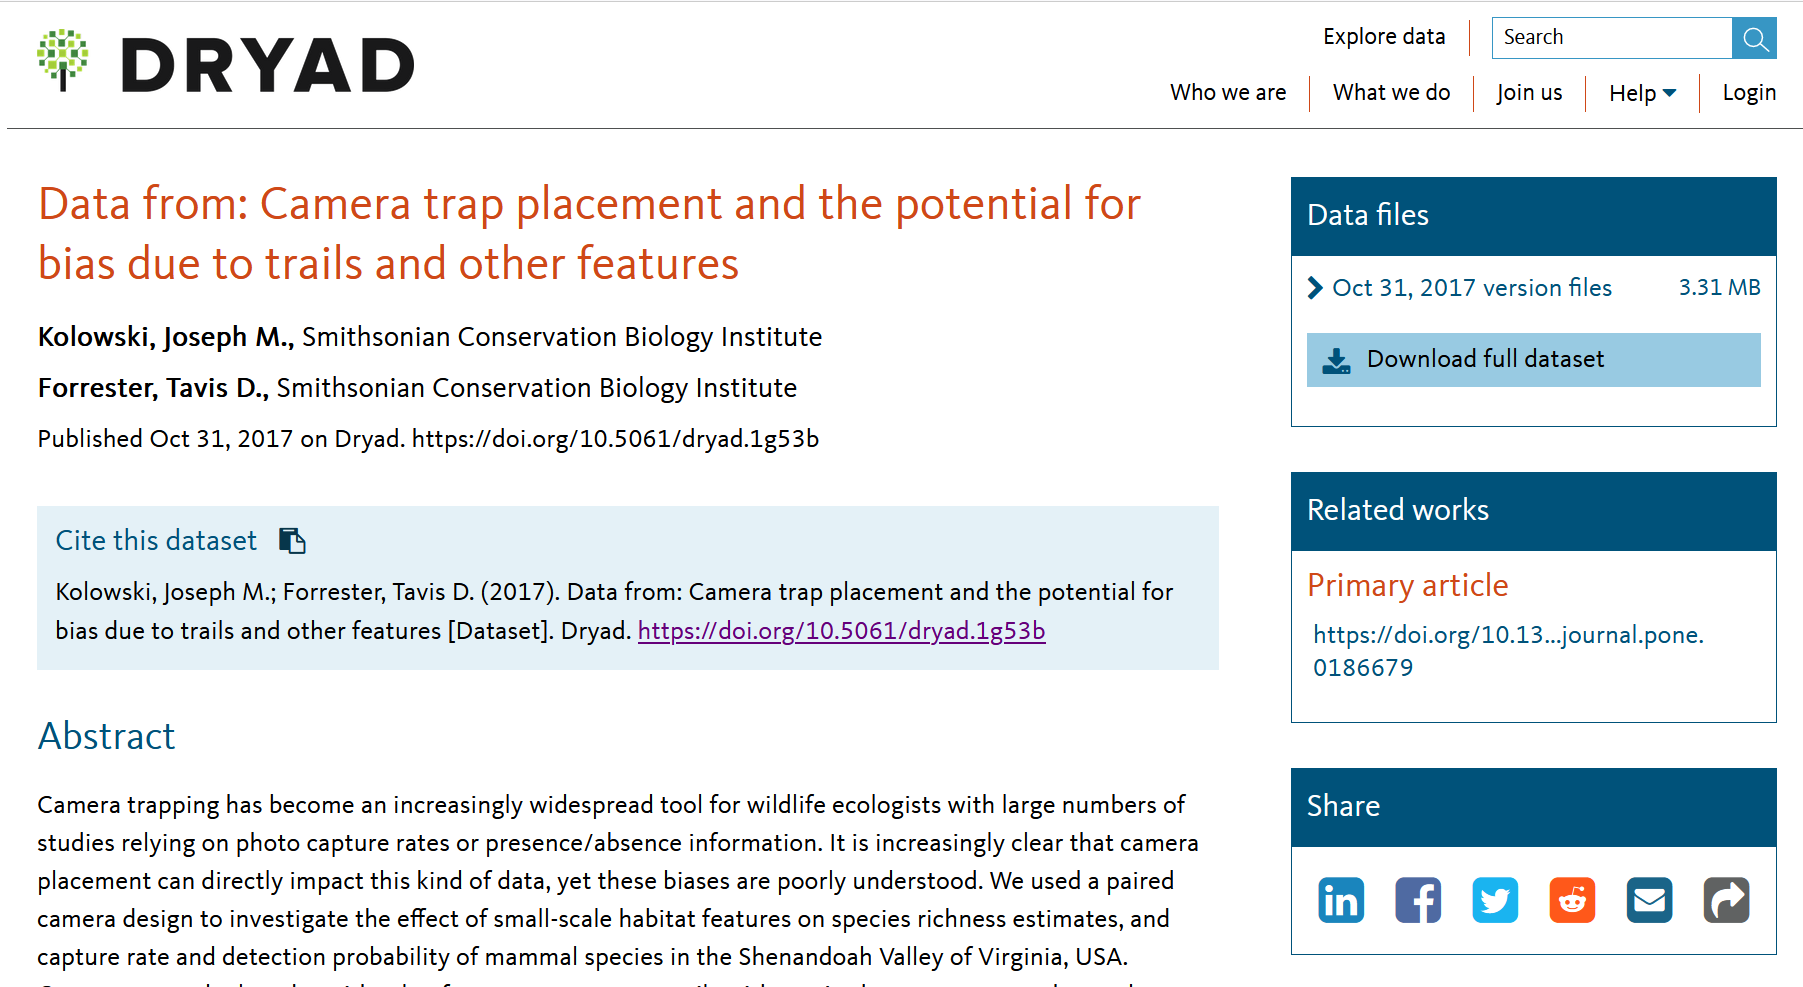 DRYAD
Explore data
Search
Who we are
What we do
Join us
Help
Login
Data from: Camera trap placement and the potential for
bias due to trails and other features
Kolowski, Joseph M., Smithsonian Conservation Biology Institute
Forrester, Tavis D., Smithsonian Conservation Biology Institute
Published Oct 31, 2017 on Dryad. https://doi.org/10.5061/dryad.1g53b
Cite this dataset
Kolowski, Joseph M.; Forrester, Tavis D. (2017). Data from: Camera trap placement and the potential for
bias due to trails and other features [Dataset]. Dryad. https://doi.org/10.5061/dryad.1g53b
Abstract
Camera trapping has become an increasingly widespread tool for wildlife ecologists with large numbers of
studies relying on photo capture rates or presence/absence information. It is increasingly clear that camera
placement can directly impact this kind of data, yet these biases are poorly understood. We used a paired
camera design to investigate the effect of small-scale habitat features on species richness estimates, and
capture rate and detection probability of mammal species in the Shenandoah Valley of Virginia, USA.
Data files
Oct 31, 2017 version files
3.31 MB
Download full dataset
Related works
Primary article
https://doi.org/10.13...journal.pone.
0186679
Share
in
f